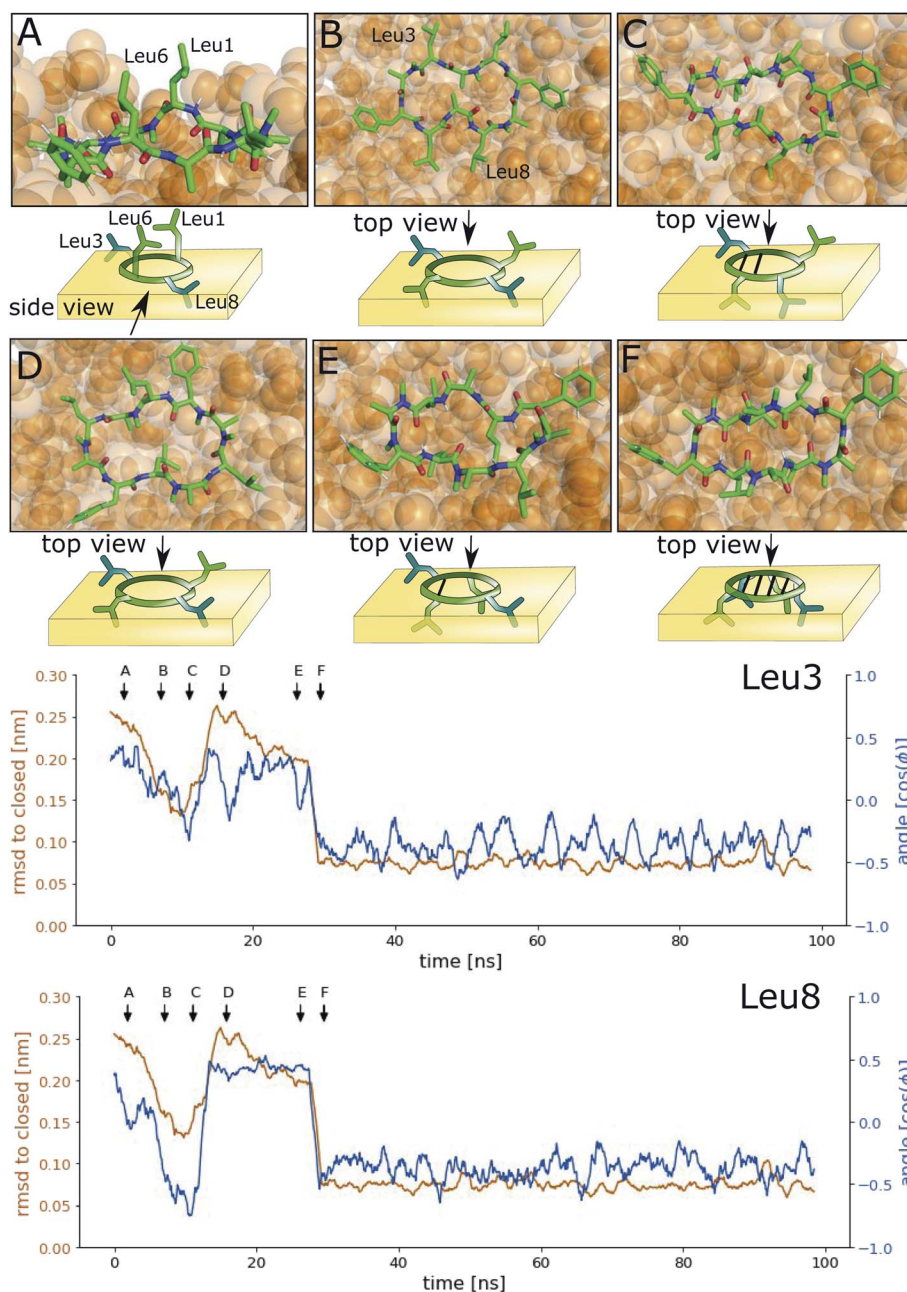 A
Leu6
Leu1
B
Leu3
Leu8
C
Leu3
Leu6
Leu1
Leu8
side view
top view
top view
D
E
F
top view
top view
top view
Leu3
A B C D E F
rmsd to closed [nm]
0.30
0.25
0.20
0.15
0.10
0.05
0.00
1.0
0.5
0.0
−0.5
−1.0
angle [cos(ϕ)]
0 20 40 60 80 100
time [ns]
Leu8
A B C D E F
rmsd to closed [nm]
0.30
0.25
0.20
0.15
0.10
0.05
0.00
1.0
0.5
0.0
−0.5
−1.0
angle [cos(ϕ)]
0 20 40 60 80 100
time [ns]